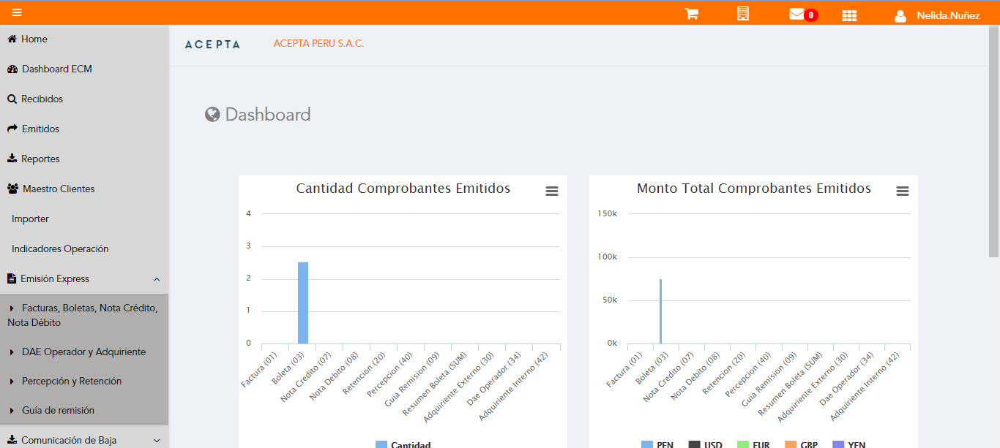 0
Nelida.Nuñez
Home
Dashboard ECM
Recibidos
Emitidos
Reportes
Maestro Clientes
Importer
Indicadores Operación
Emisión Express
Facturas, Boletas, Nota Crédito,
Nota Débito
DAE Operador y Adquiriente
Percepción y Retención
Guía de remisión
Comunicación de Baja
ACEPTA
ACEPTA PERU S.A.C.
Dashboard
Cantidad Comprobantes Emitidos
4
3
2
1
0
Factura (01)
Boleta (03)
Nota Credito (07)
Nota Debito (08)
Retencion (20)
Percepcion (40)
Guia Remision (09)
Resumen Boleta (SUM)
Adquiriente Externo (30)
Dae Operador (34)
Adquiriente Interno (42)
Cantidad
Monto Total Comprobantes Emitidos
150k
100k
50k
0k
Factura (01)
Boleta (03)
Nota Credito (07)
Nota Debito (08)
Retencion (20)
Percepcion (40)
Guia Remision (09)
Resumen Boleta (SUM)
Adquiriente Externo (30)
Dae Operador (34)
Adquiriente Interno (42)
PEN USD EUR GBP YEN